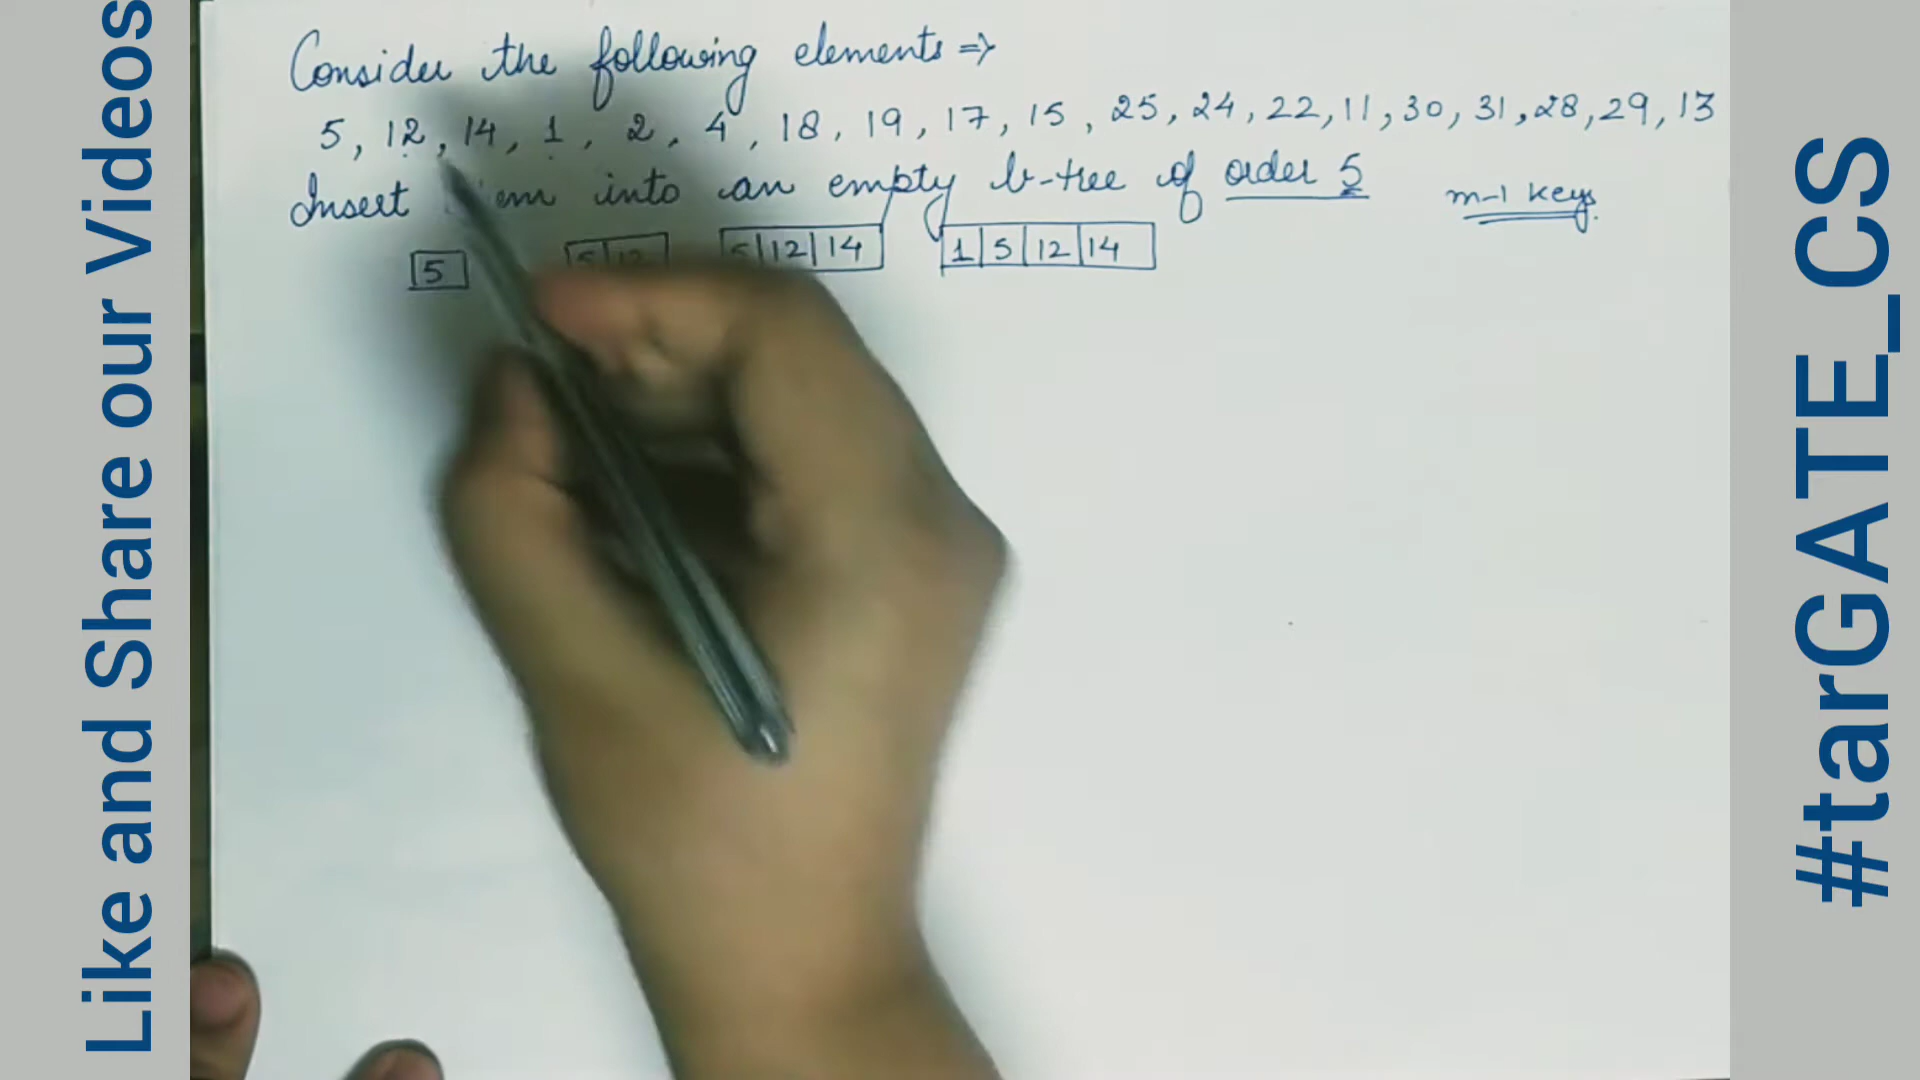 Like and Share our Videos
Consider the following elements ⇒
5, 12, 14, 1, 2, 4, 18, 19, 17, 15, 25, 24, 22, 11, 30, 31, 28, 29, 13
Insert into an empty b-tree of order 5
m-1 keys
5
12 14
1 5 12 14
#tarGATE_CS